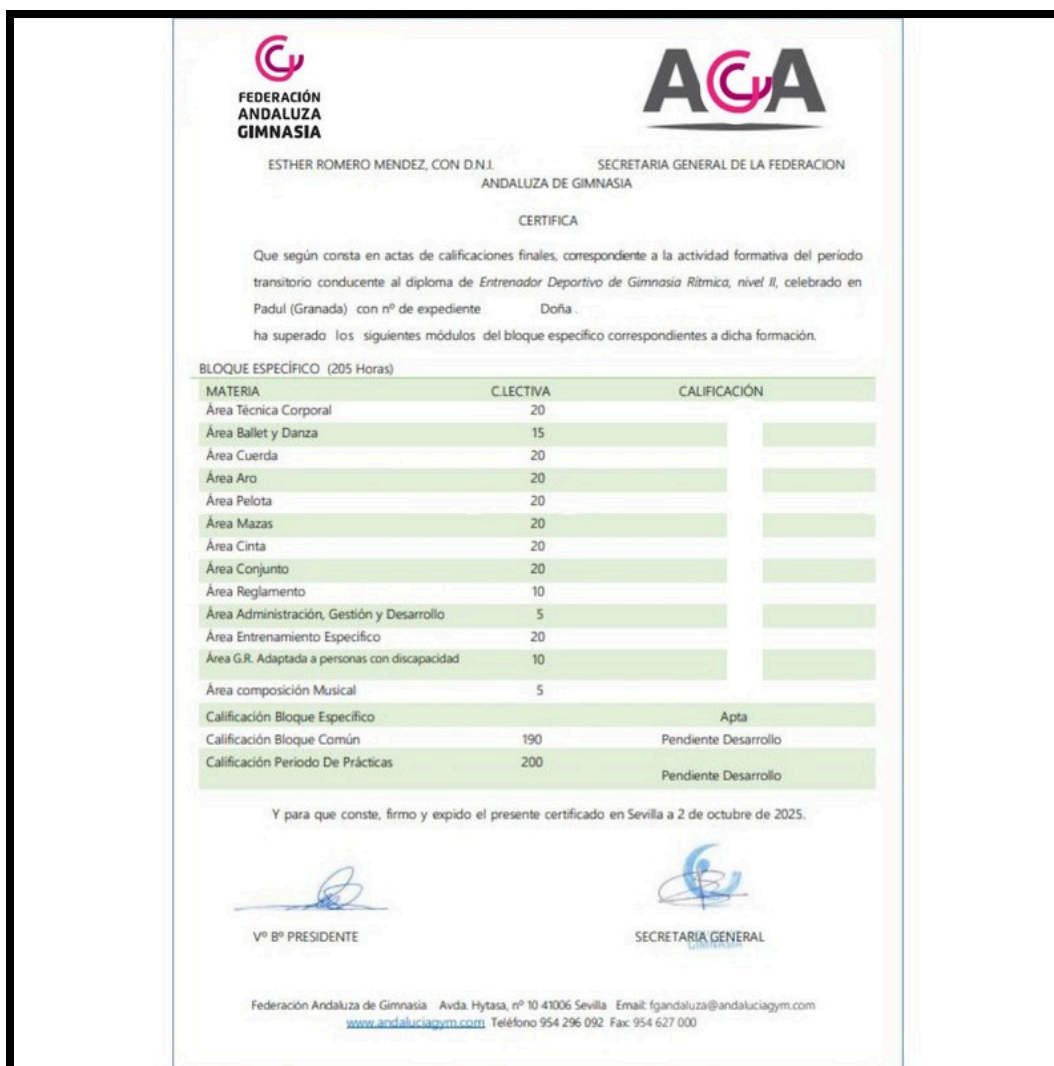 FEDERACIÓN
ANDALUZA
GIMNASIA
AGA
ESTHER ROMERO MENDEZ, CON D.N.I. SECRETARIA GENERAL DE LA FEDERACION
ANDALUZA DE GIMNASIA
CERTIFICA
Que según consta en actas de calificaciones finales, correspondiente a la actividad formativa del período
transitorio conducente al diploma de Entrenador Deportivo de Gimnasia Rítmica, nivel II, celebrado en
Padul (Granada) con nº de expediente Doña .
ha superado los siguientes módulos del bloque específico correspondientes a dicha formación.
BLOQUE ESPECÍFICO (205 Horas)
MATERIA C.LECTIVA CALIFICACIÓN
Área Técnica Corporal 20
Área Ballet y Danza 15
Área Cuerda 20
Área Aro 20
Área Pelota 20
Área Mazas 20
Área Cinta 20
Área Conjunto 20
Área Reglamento 10
Área Administración, Gestión y Desarrollo 5
Área Entrenamiento Especifico 20
Área G.R. Adaptada a personas con discapacidad 10
Área composición Musical 5
Calificación Bloque Específico Apta
Calificación Bloque Común 190 Pendiente Desarrollo
Calificación Periodo De Prácticas 200 Pendiente Desarrollo
Y para que conste, firmo y expido el presente certificado en Sevilla a 2 de octubre de 2025.
Vº Bº PRESIDENTE SECRETARIA GENERAL
GIMNASIA
Federación Andaluza de Gimnasia Avda. Hytasa, nº 10 41006 Sevilla Email: fgandaluza@andaluciagym.com
www.andaluciagym.com Teléfono 954 296 092 Fax: 954 627 000